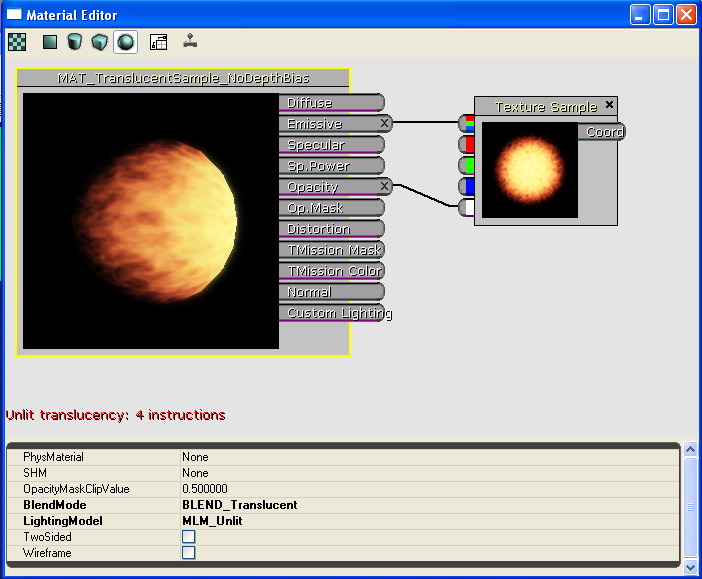 Material Editor
MAT_TranslucentSample_NoDepthBias
Diffuse
Emissive X
Specular
Sp.Power
Opacity X
Op.Mask
Distortion
TMission Mask
TMission Color
Normal
Custom Lighting
Texture Sample ×
Coord
Unlit translucency: 4 instructions
PhysMaterial None
SHM None
OpacityMaskClipValue 0.500000
BlendMode BLEND_Translucent
LightingModel MLM_Unlit
TwoSided
Wireframe